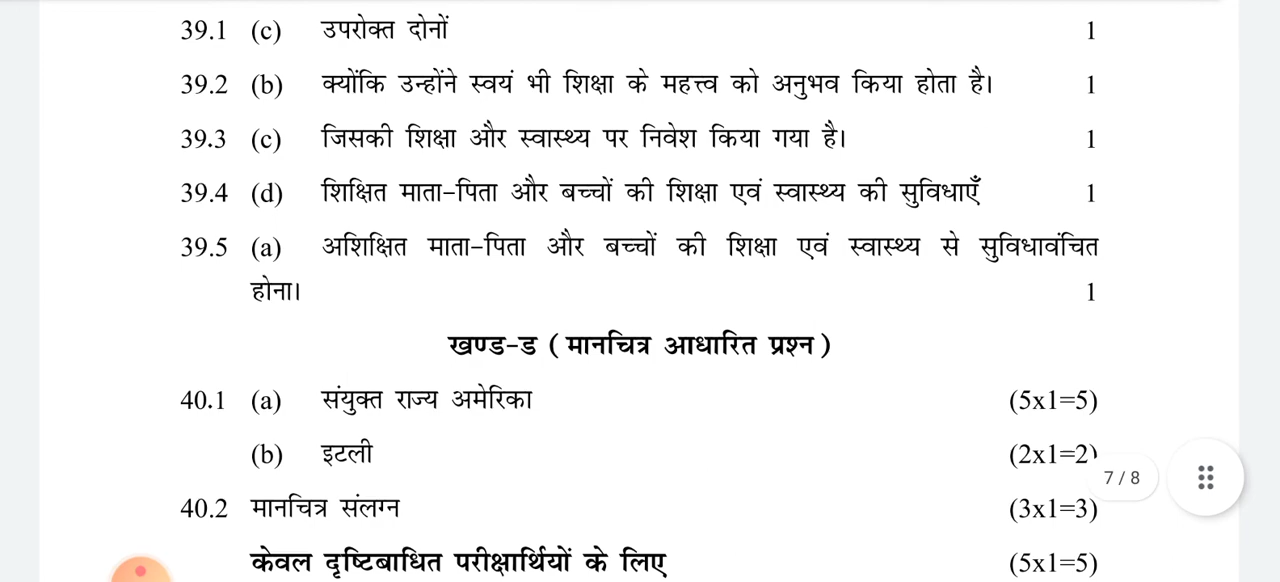 39.1 (c) उपरोक्त दोनों 1
39.2 (b) क्योंकि उन्होंने स्वयं भी शिक्षा के महत्त्व को अनुभव किया होता है। 1
39.3 (c) जिसकी शिक्षा और स्वास्थ्य पर निवेश किया गया है। 1
39.4 (d) शिक्षित माता-पिता और बच्चों की शिक्षा एवं स्वास्थ्य की सुविधाएँ 1
39.5 (a) अशिक्षित माता-पिता और बच्चों की शिक्षा एवं स्वास्थ्य से सुविधावंचित
होना। 1
खण्ड-ड ( मानचित्र आधारित प्रश्न )
40.1 (a) संयुक्त राज्य अमेरिका (5x1=5)
(b) इटली (2x1=2)
7 / 8
40.2 मानचित्र संलग्न (3x1=3)
केवल दृष्टिबाधित परीक्षार्थियों के लिए (5x1=5)